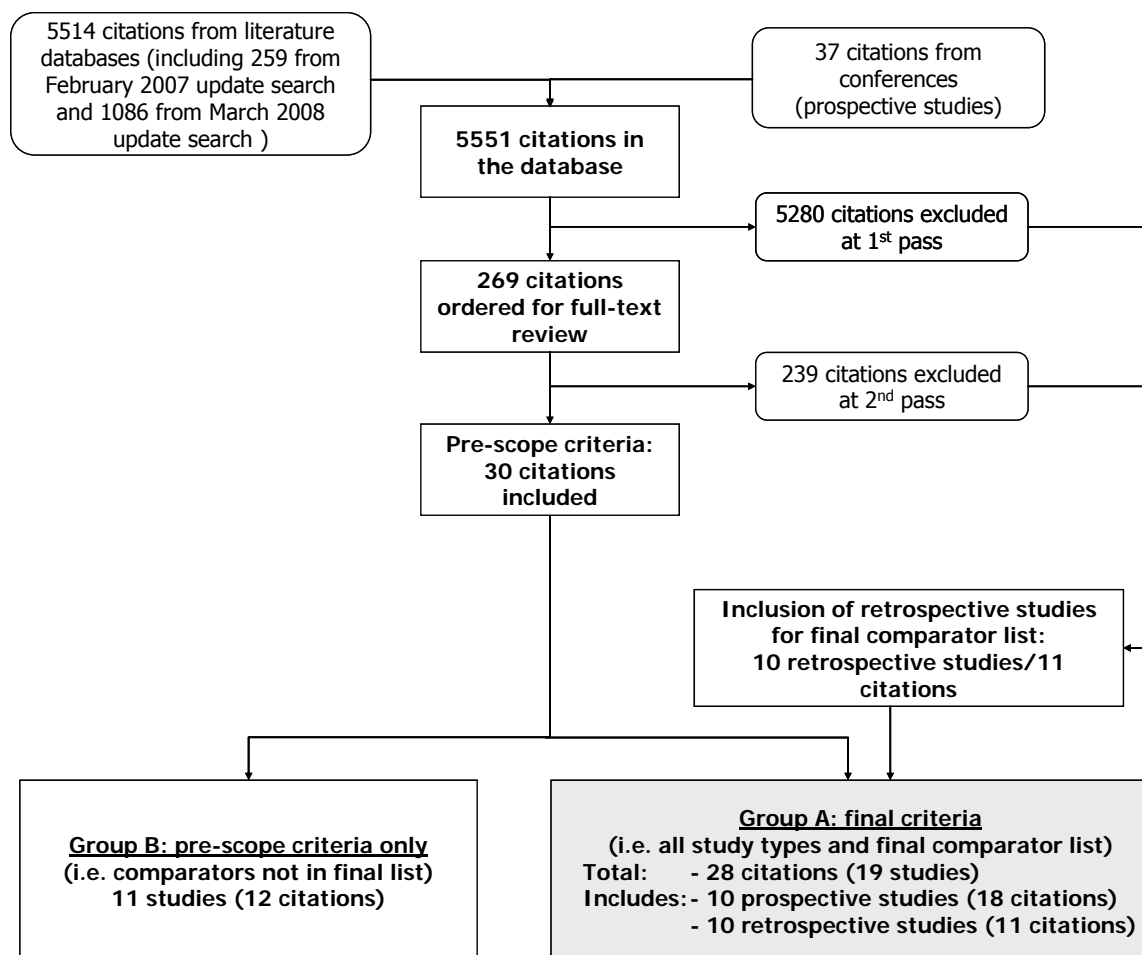 5514 citations from literature
databases (including 259 from
February 2007 update search
and 1086 from March 2008
update search )
37 citations from
conferences
(prospective studies)
5551 citations in
the database
5280 citations excluded
at 1st pass
269 citations
ordered for full-text
review
239 citations excluded
at 2nd pass
Pre-scope criteria:
30 citations
included
Inclusion of retrospective studies
for final comparator list:
10 retrospective studies/11
citations
Group B: pre-scope criteria only
(i.e. comparators not in final list)
11 studies (12 citations)
Group A: final criteria
(i.e. all study types and final comparator list)
Total: - 28 citations (19 studies)
Includes: - 10 prospective studies (18 citations)
- 10 retrospective studies (11 citations)